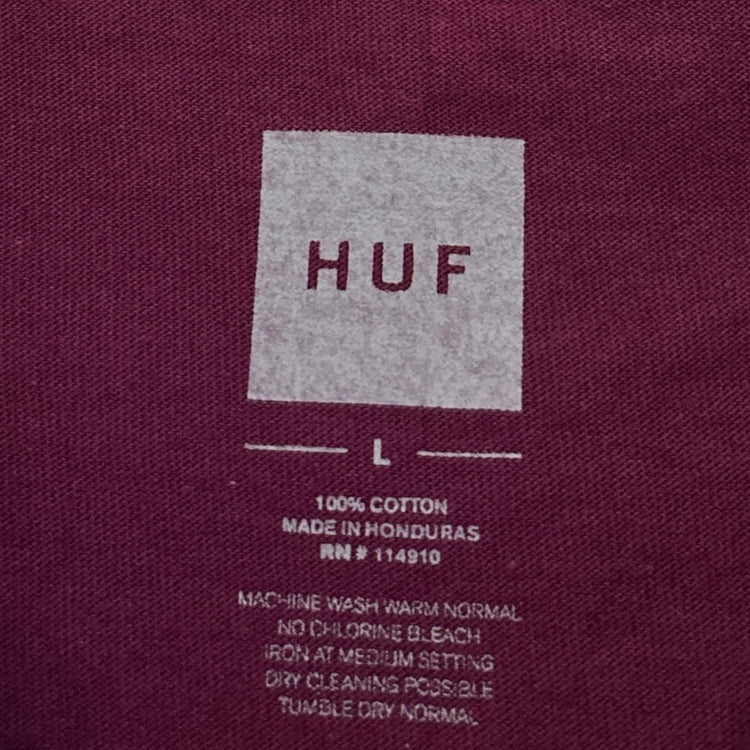 HUF
L
100% COTTON
MADE IN HONDURAS
RN # 114910
MACHINE WASH WARM NORMAL
NO CHLORINE BLEACH
IRON AT MEDIUM SETTING
DRY CLEANING POSSIBLE
TUMBLE DRY NORMAL